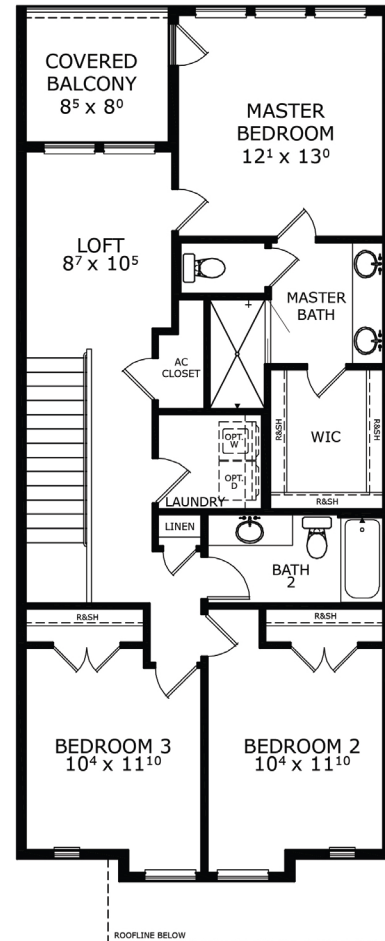 COVERED
BALCONY
8⁵ x 8⁰
MASTER
BEDROOM
12¹ x 13⁰
LOFT
8⁷ x 10⁵
MASTER
BATH
AC
CLOSET
R&SH
WIC
R&SH
R&SH
OPT.
W
OPT.
D
LAUNDRY
LINEN
BATH
2
R&SH
R&SH
BEDROOM 3
10⁴ x 11¹⁰
BEDROOM 2
10⁴ x 11¹⁰
ROOFLINE BELOW